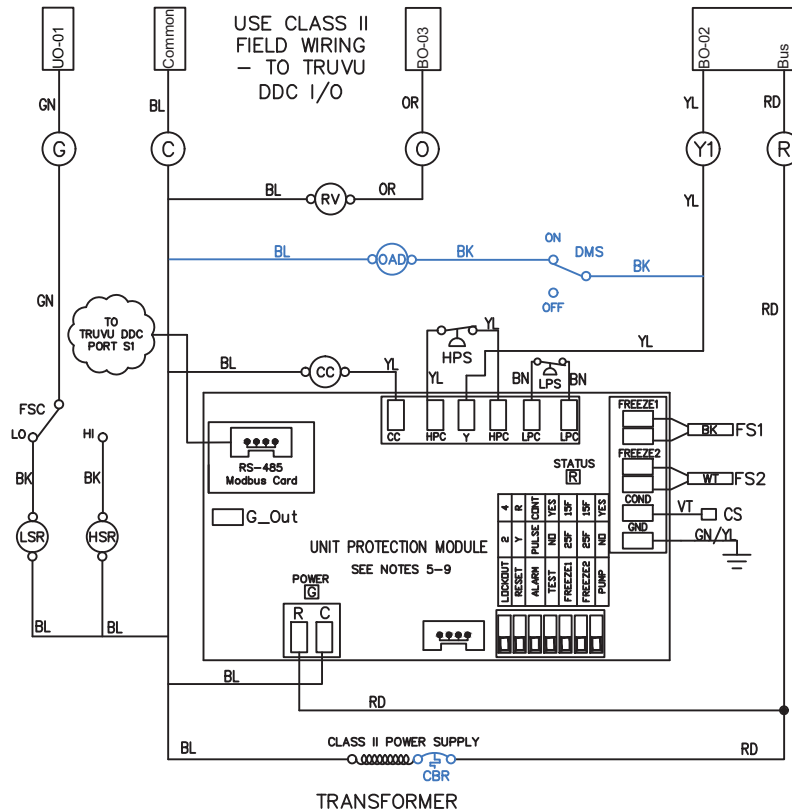 UO-01
Common
USE CLASS II
FIELD WIRING
- TO TRUVU
DDC I/O
BO-03
BO-02
Bus
GN
BL
OR
YL
RD
G
C
O
Y1
R
BL
RV
OR
YL
BL
OAD
BK
ON
DMS
BK
OFF
GN
RD
TO
TRUVU DDC
PORT S1
YL
HPS
YL
BL
CC
YL
YL
BN
LPS
BN
FSC
LO
HI
CC
HPC
Y
HPC
LPC
LPC
FREEZE1
BK
FS1
FREEZE2
WT
FS2
COND
VT
CS
GND
GN/YL
RS-485
Modbus Card
STATUS
R
BK
BK
LSR
HSR
G_Out
UNIT PROTECTION MODULE
SEE NOTES 5-9
LOCKOUT 2 4
RESET Y R
ALARM PULSE CONT
TEST NO YES
FREEZE1 25F 15F
FREEZE2 25F 15F
PUMP NO YES
POWER
G
R C
BL
BL
BL
RD
BL
CLASS II POWER SUPPLY
CBR
RD
TRANSFORMER